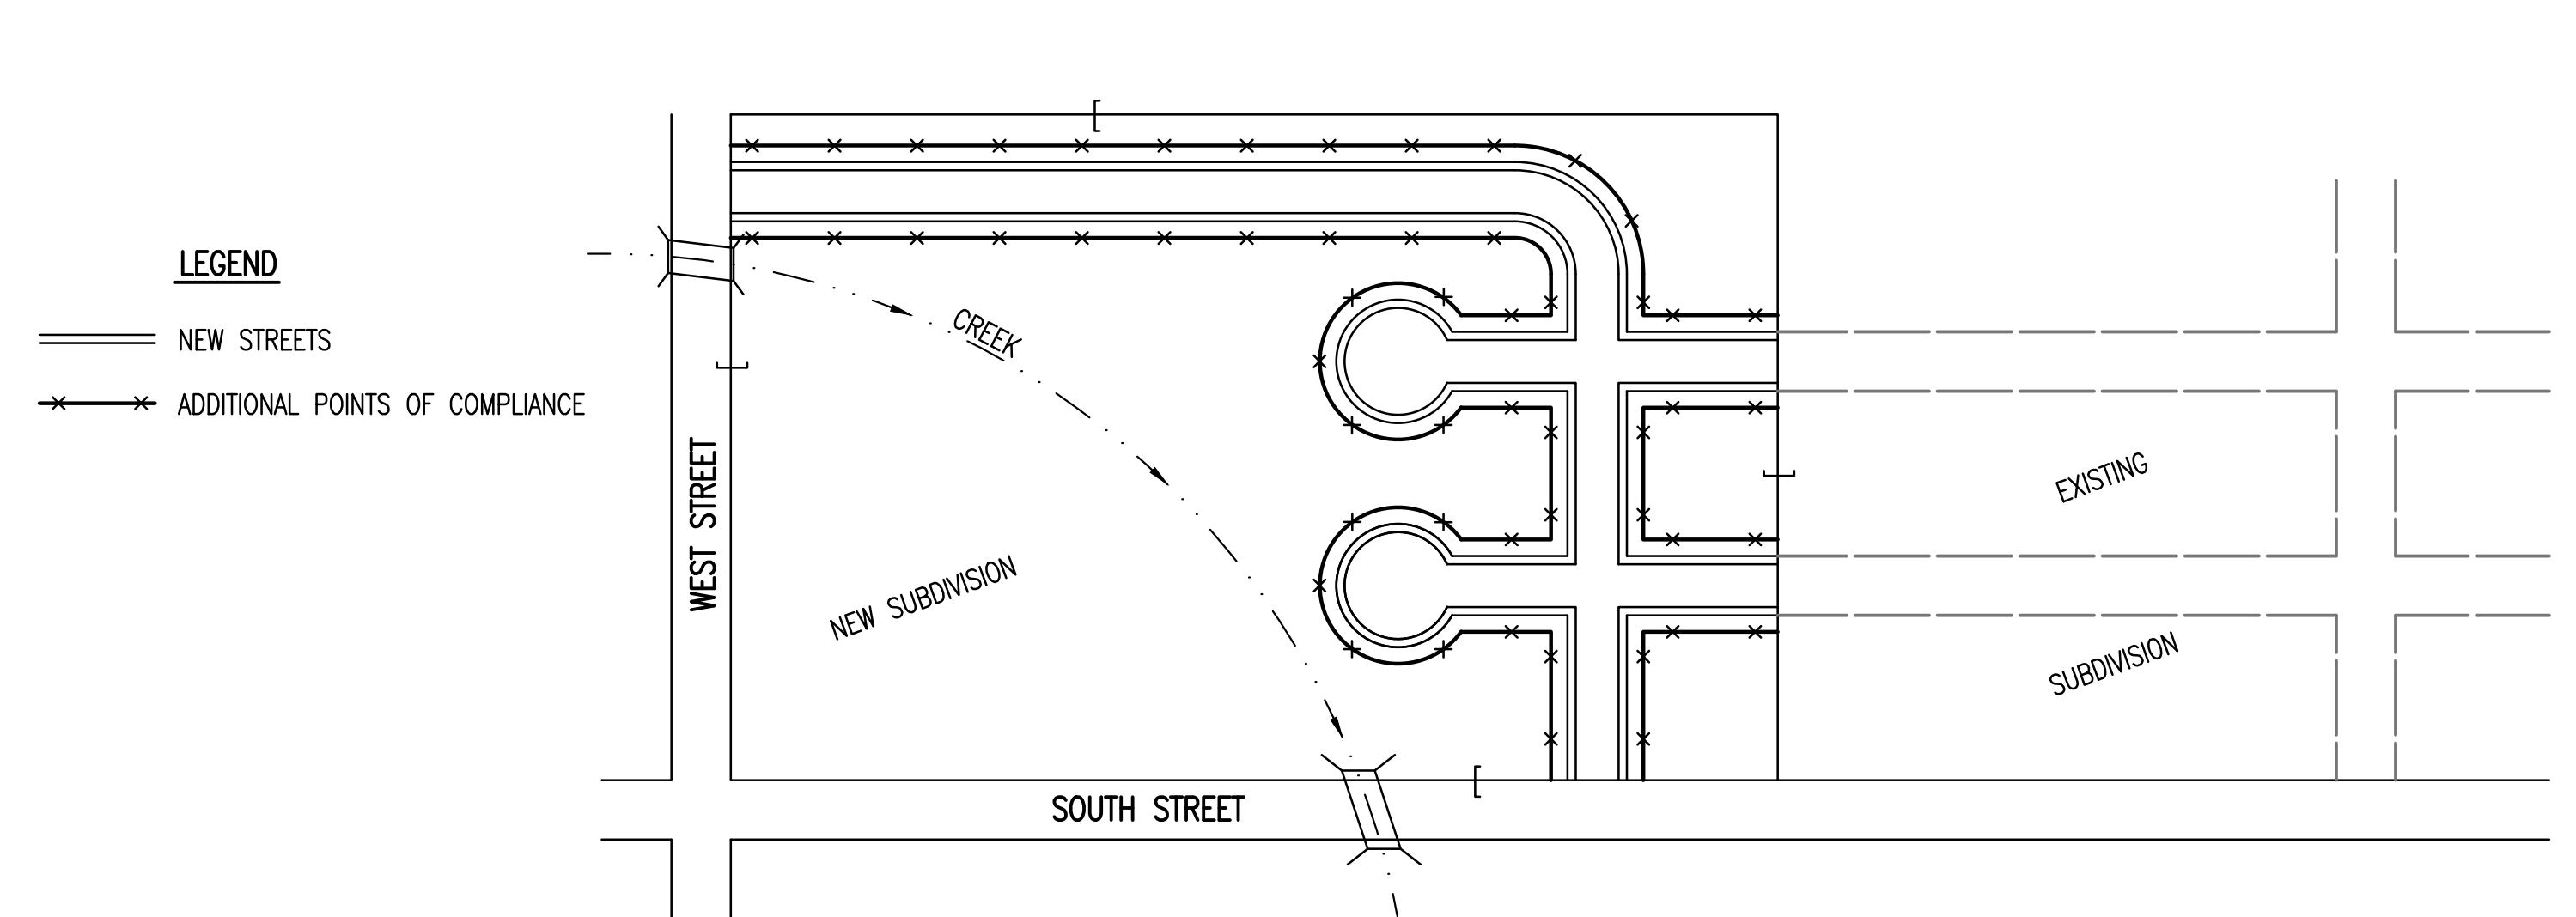 LEGEND
NEW STREETS
ADDITIONAL POINTS OF COMPLIANCE
CREEK
WEST STREET
NEW SUBDIVISION
SOUTH STREET
EXISTING
SUBDIVISION